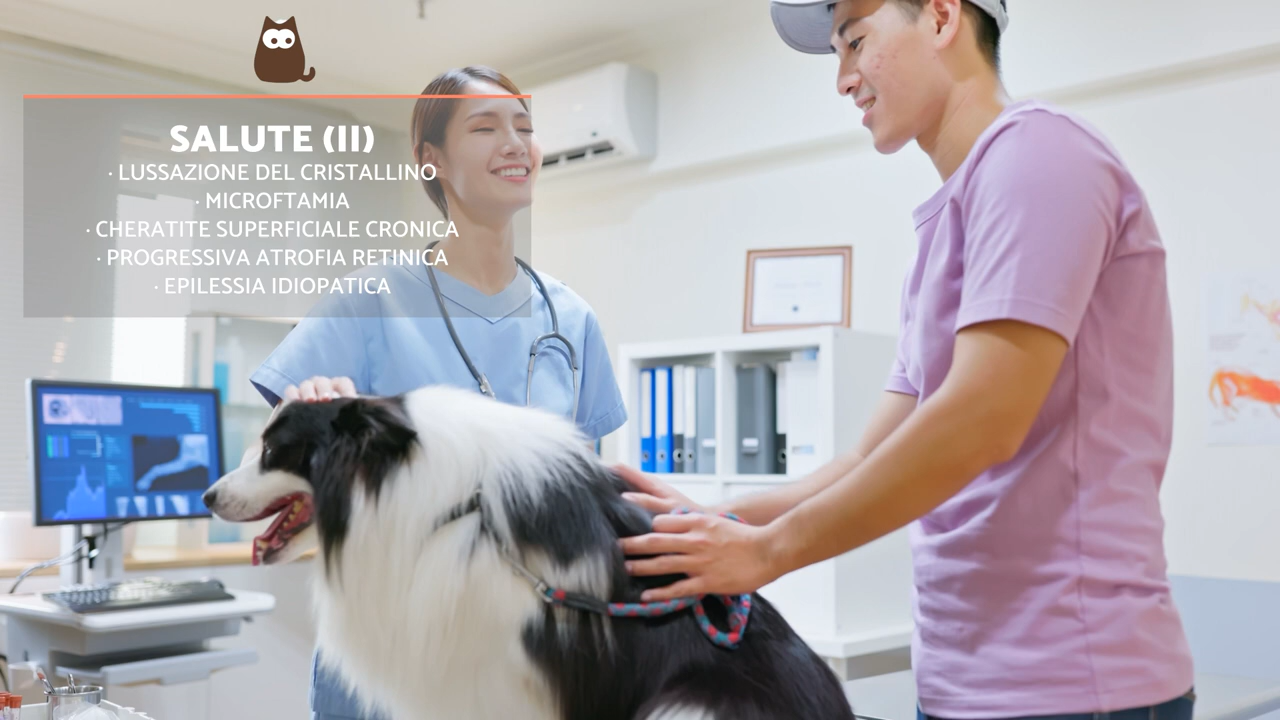 SALUTE (II)
· LUSSAZIONE DEL CRISTALLINO
· MICROFTAMIA
· CHERATITE SUPERFICIALE CRONICA
· PROGRESSIVA ATROFIA RETINICA
· EPILESSIA IDIOPATICA